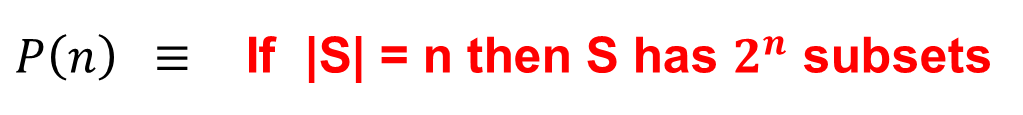 P(n) ≡ If |S| = n then S has 2ⁿ subsets